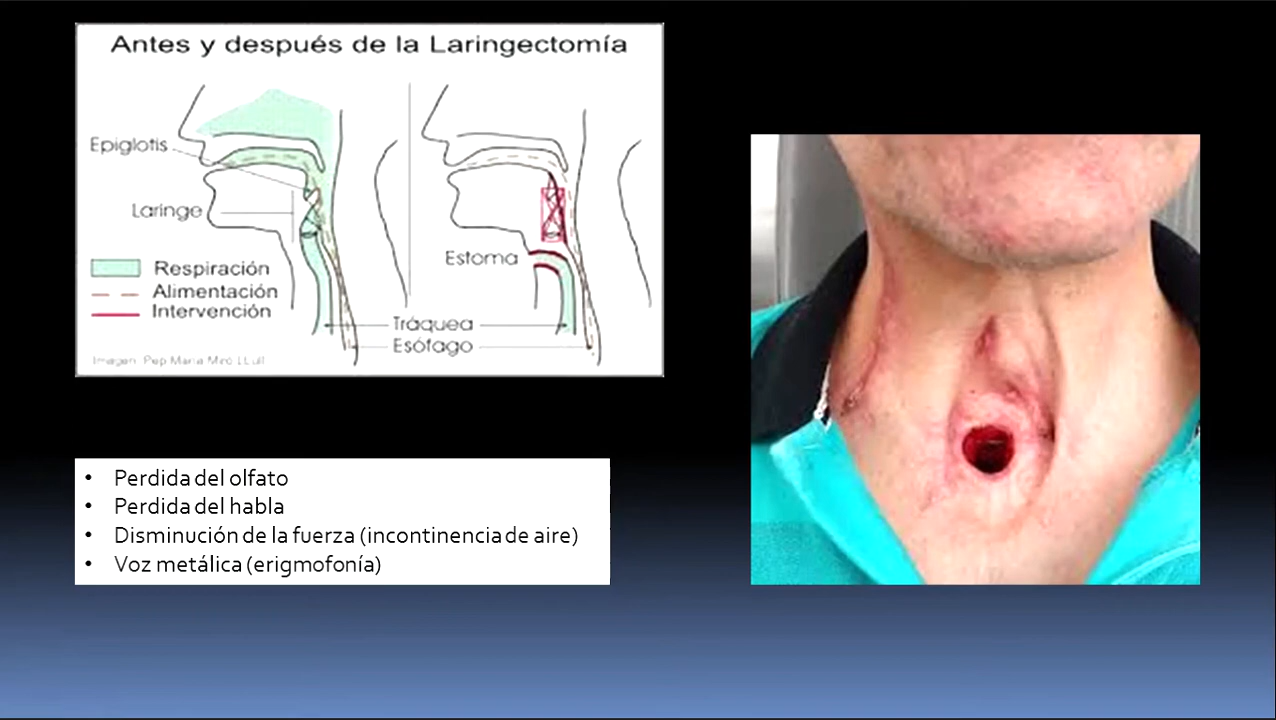 Antes y después de la Laringectomía
Epiglotis
Laringe
Estoma
Respiración
Alimentación
Intervención
Tráquea
Esófago
Imagen: Pep Maria Miró LLull
• Perdida del olfato
• Perdida del habla
• Disminución de la fuerza (incontinencia de aire)
• Voz metálica (erigmofonía)